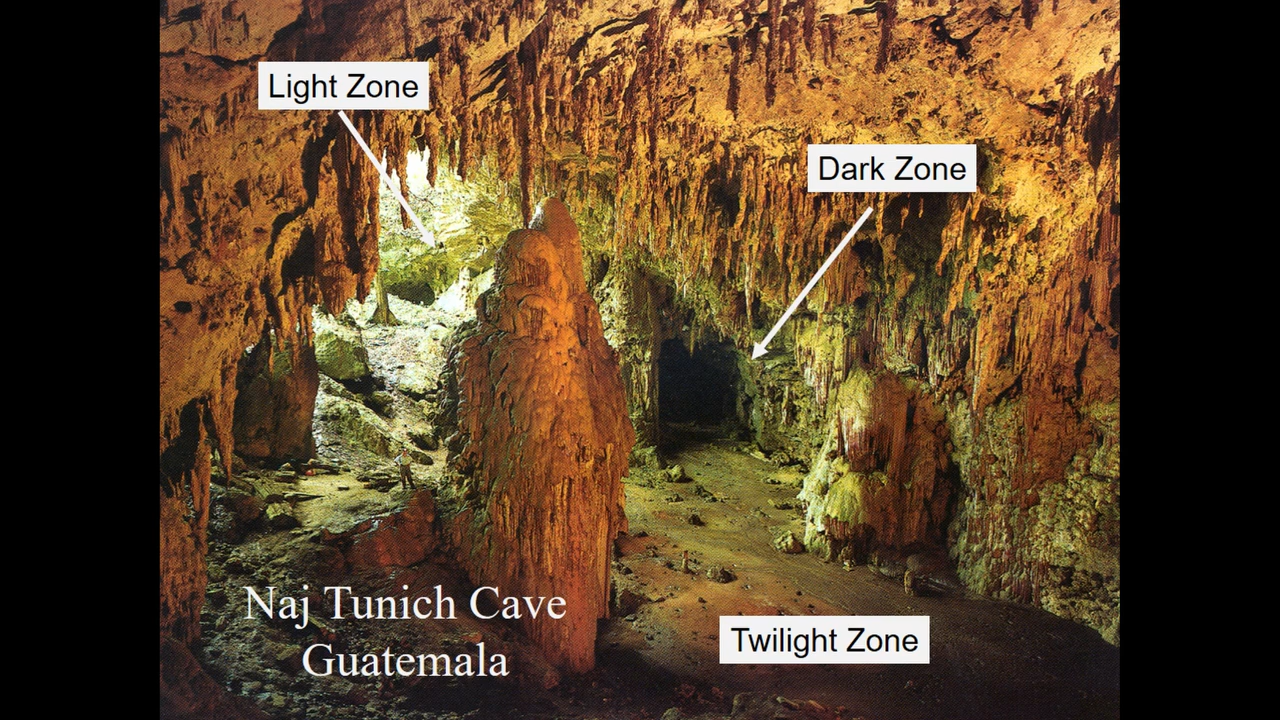 Light Zone
Dark Zone
Naj Tunich Cave
Guatemala
Twilight Zone